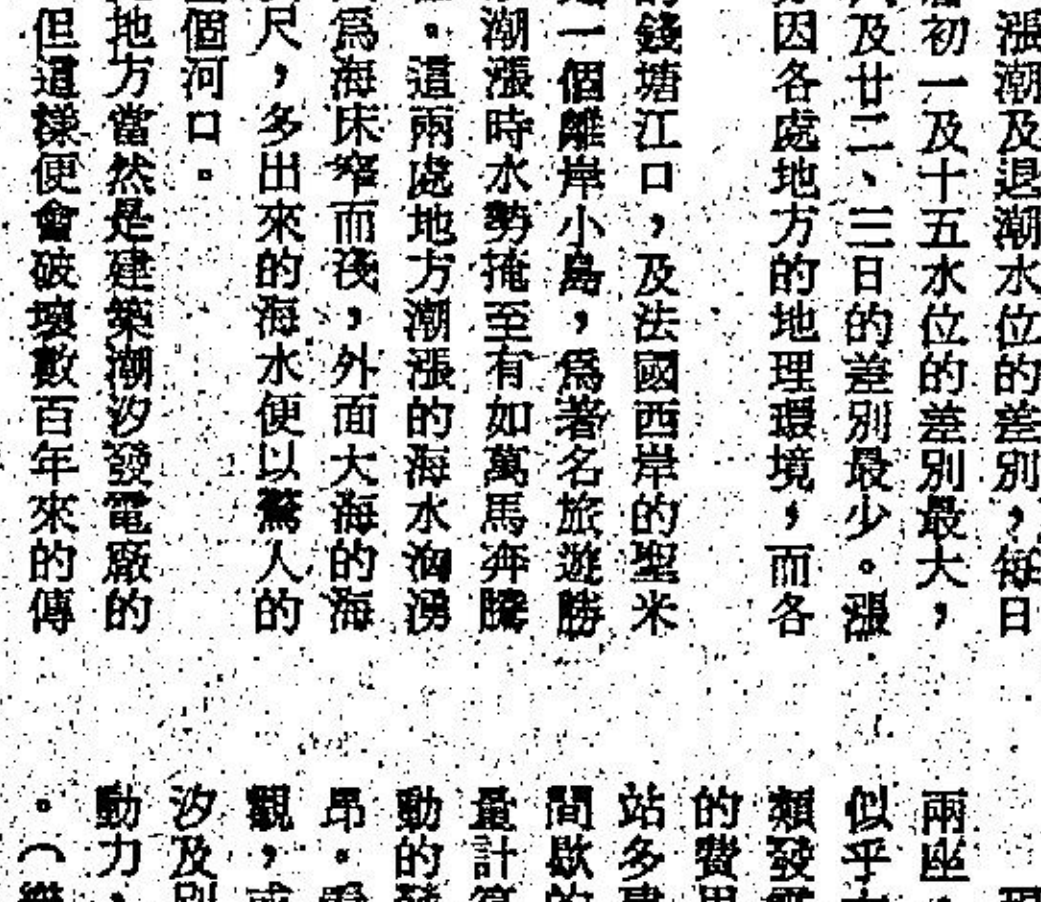 漲潮及退潮水位的差別，每日
初一及十五水位的差別最大，
及廿二、三日的差別最少。漲
因各處地方的地理環境，而各
錢塘江口，及法國西岸的聖米
一個離岸小島，爲著名旅遊勝
潮漲時水勢掩至有如萬馬奔騰
。這兩處地方潮漲的海水洶湧
爲海床窄而淺，外面大海的海
尺，多出來的海水便以驚人的
個河口。
地方當然是建築潮汐發電廠的
但這樣便會破壞數百年來的傳
兩座
似乎
類發
的費
站多
間歇的
量計算
動的發
昂。
觀，
汐及別
動力，
。（